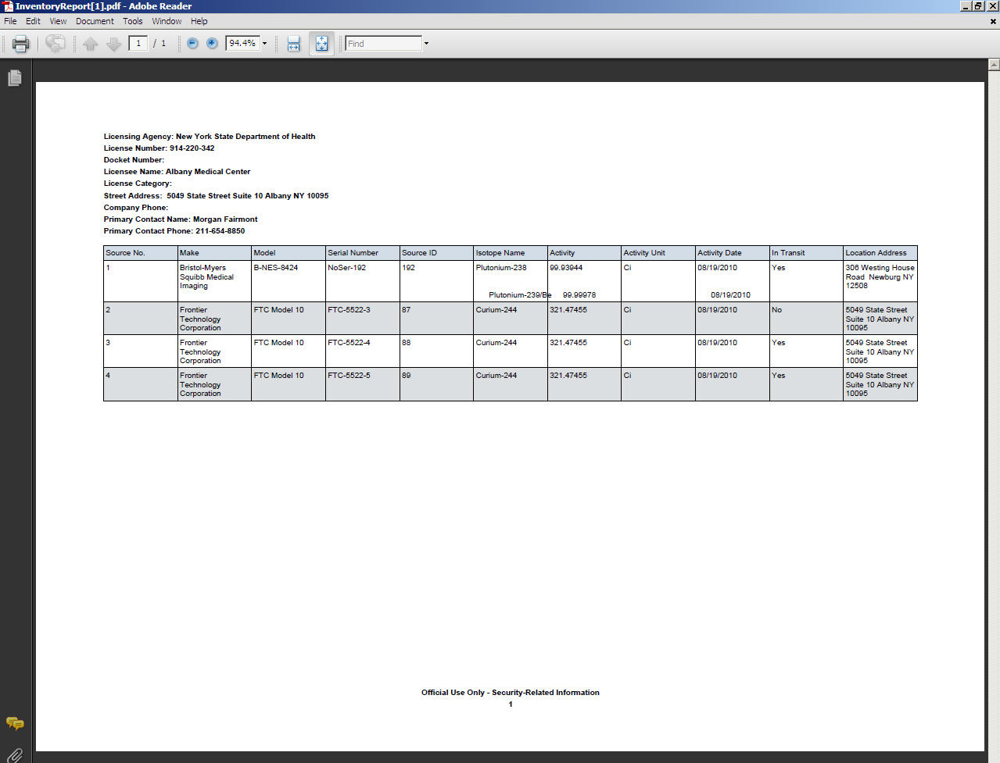 InventoryReport[1].pdf - Adobe Reader
File Edit View Document Tools Window Help
1 / 1 94.4% Find
Licensing Agency: New York State Department of Health
License Number: 914-220-342
Docket Number:
Licensee Name: Albany Medical Center
License Category:
Street Address: 5049 State Street Suite 10 Albany NY 10095
Company Phone:
Primary Contact Name: Morgan Fairmont
Primary Contact Phone: 211-654-8850
Source No. Make Model Serial Number Source ID Isotope Name Activity Activity Unit Activity Date In Transit Location Address
1 Bristol-Myers B-NES-8424 NoSer-192 192 Plutonium-238 99.93944 Ci 08/19/2010 Yes 306 Westing House
Squibb Medical Road Newburg NY
Imaging 12508
Plutonium-239/Be 99.99978 08/19/2010
2 Frontier FTC Model 10 FTC-5522-3 87 Curium-244 321.47455 Ci 08/19/2010 No 5049 State Street
Technology Suite 10 Albany NY
Corporation 10095
3 Frontier FTC Model 10 FTC-5522-4 88 Curium-244 321.47455 Ci 08/19/2010 Yes 5049 State Street
Technology Suite 10 Albany NY
Corporation 10095
4 Frontier FTC Model 10 FTC-5522-5 89 Curium-244 321.47455 Ci 08/19/2010 Yes 5049 State Street
Technology Suite 10 Albany NY
Corporation 10095
Official Use Only - Security-Related Information
1